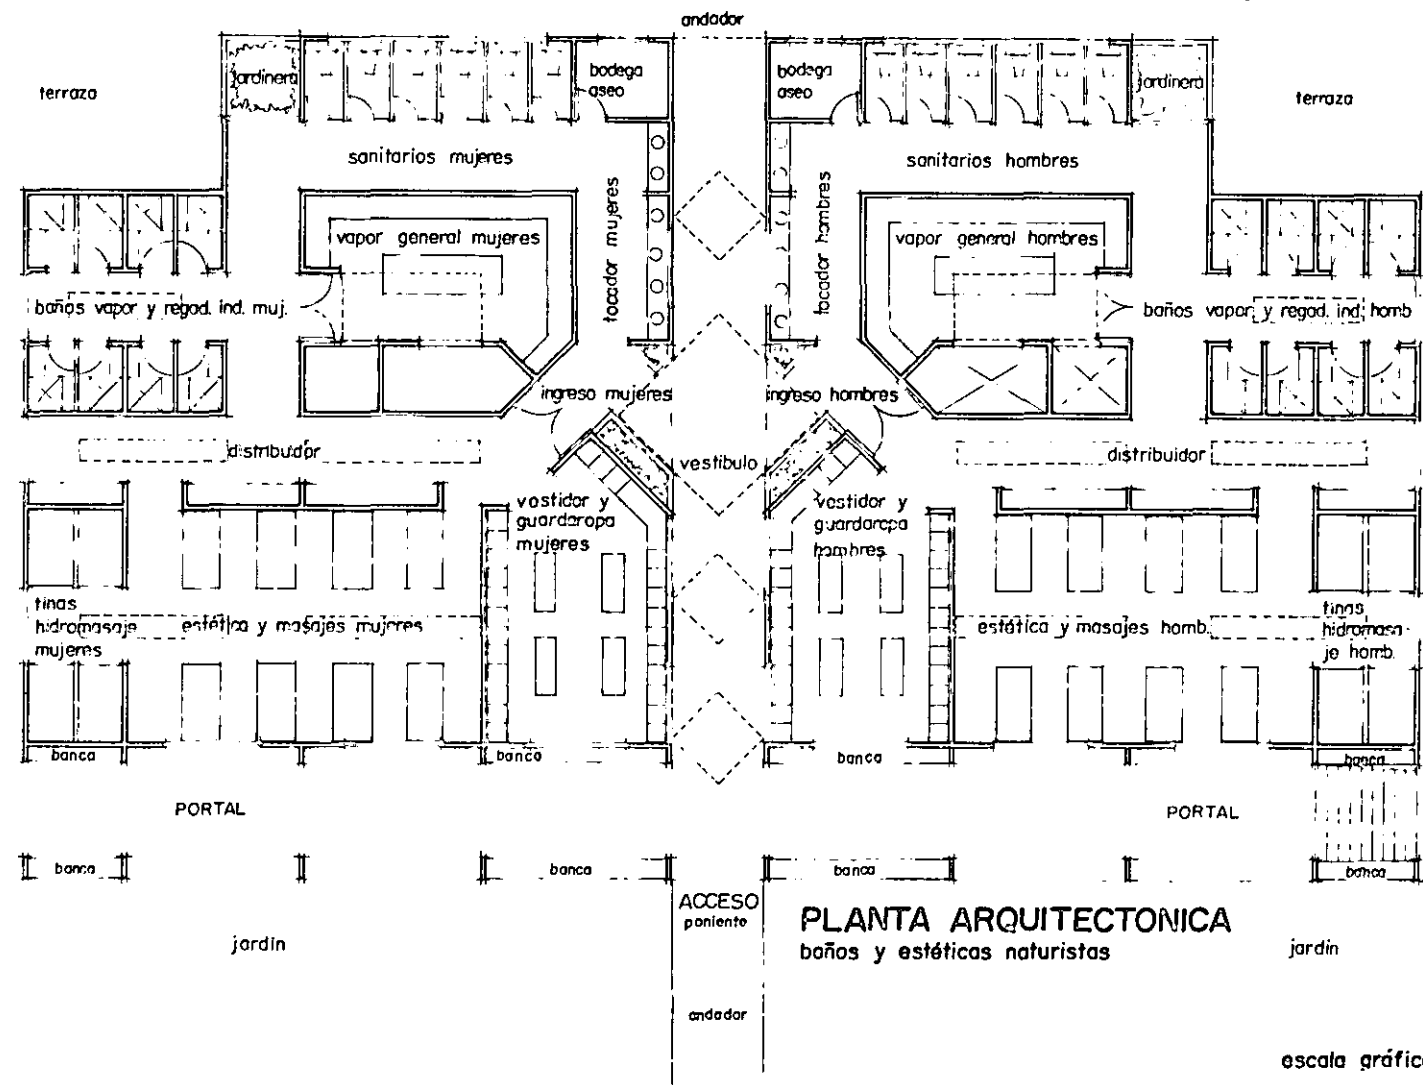 andador
terraza
jardinera
bodega
aseo
bodega
aseo
jardinera
terraza
sanitarios mujeres
sanitarios hombres
tocador mujeres
tocador hombres
vapor general mujeres
vapor general hombres
baños vapor y regad. ind. muj.
baños vapor y regad. ind. homb
ingreso mujeres
ingreso hombres
distribuidor
vestibulo
distribuidor
vestidor y
guardaropa
mujeres
vestidor y
guardaropa
hombres
tinas
hidromasaje
mujeres
estética y masajes mujeres
estética y masajes homb.
tinas
hidromasa-
je homb.
banca
banca
banca
banca
PORTAL
PORTAL
banca
banca
banca
banca
ACCESO
poniente
PLANTA ARQUITECTONICA
baños y estéticas naturistas
jardin
jardin
andador
escala gráfic